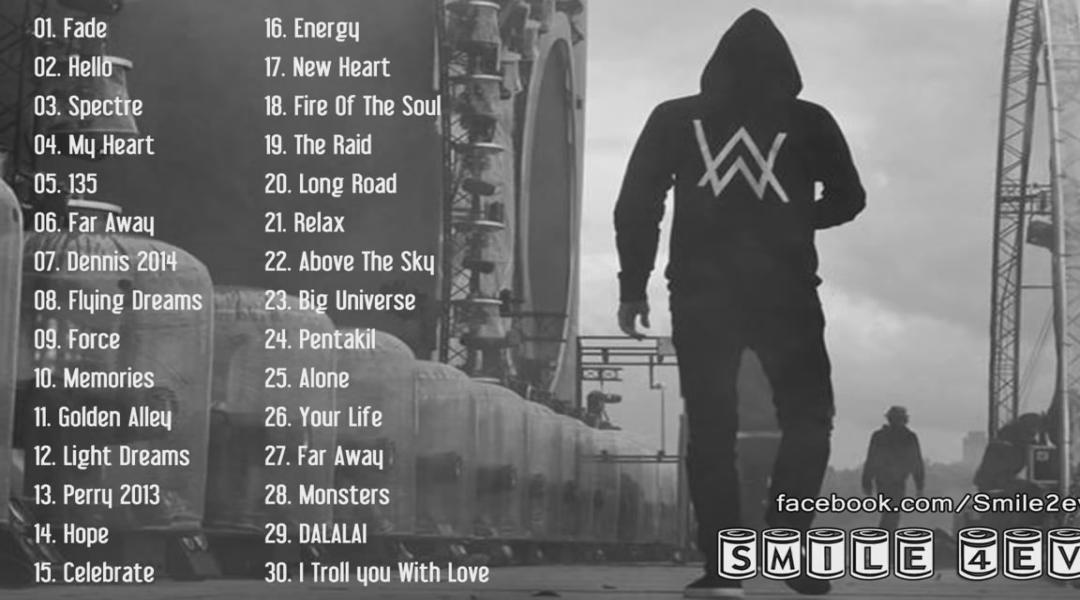 01. Fade
02. Hello
03. Spectre
04. My Heart
05. 135
06. Far Away
07. Dennis 2014
08. Flying Dreams
09. Force
10. Memories
11. Golden Alley
12. Light Dreams
13. Perry 2013
14. Hope
15. Celebrate
16. Energy
17. New Heart
18. Fire Of The Soul
19. The Raid
20. Long Road
21. Relax
22. Above The Sky
23. Big Universe
24. Pentakil
25. Alone
26. Your Life
27. Far Away
28. Monsters
29. DALALAI
30. I Troll you With Love
facebook.com/Smile2ev
SMILE 4EV